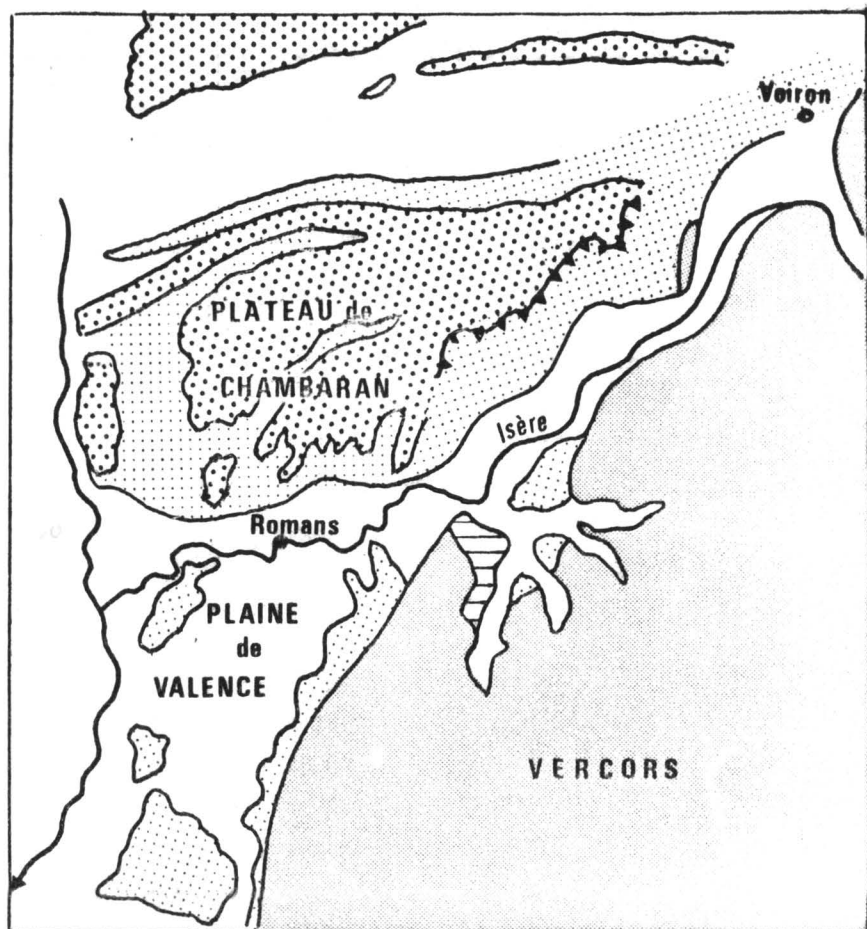 Voiron
PLATEAU de
CHAMBARAN
Isère
Romans
PLAINE
de
VALENCE
VERCORS